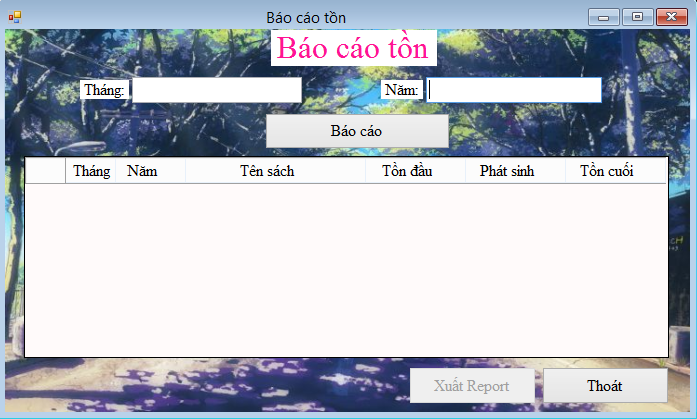 Báo cáo tồn
Báo cáo tồn
Tháng: Năm:
Báo cáo
Tháng Năm Tên sách Tồn đầu Phát sinh Tồn cuối
Xuất Report Thoát